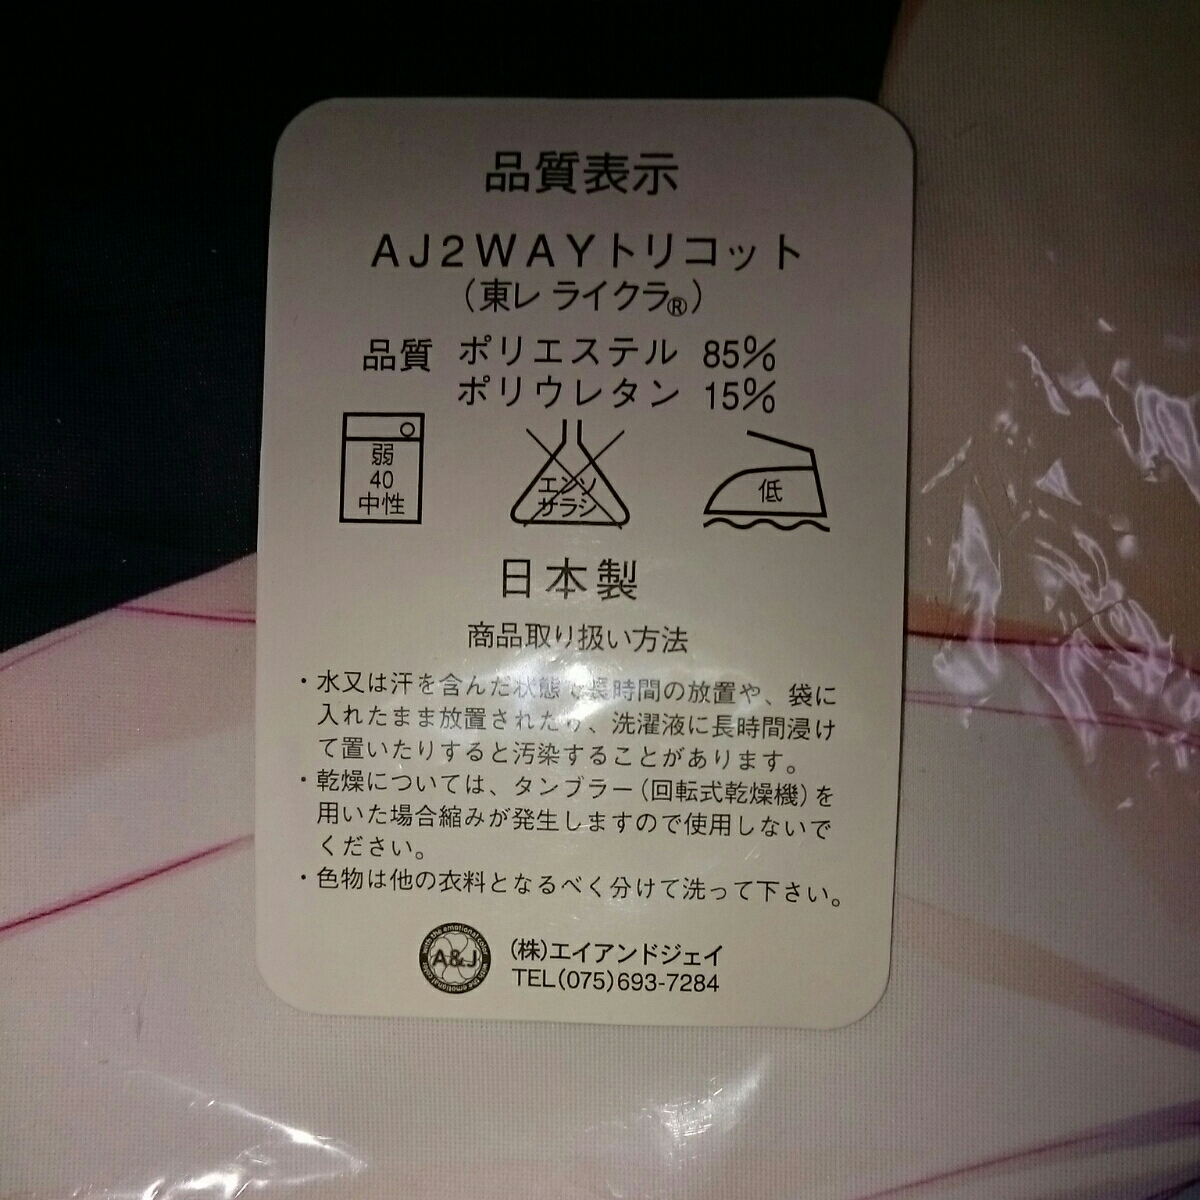 品質表示
AJ2WAYトリコット
(東レ ライクラ®)
品質 ポリエステル 85%
ポリウレタン 15%
弱
40
中性
エンソ
サラシ
低
日本製
商品取り扱い方法
・水又は汗を含んだ状態で長時間の放置や、袋に
入れたまま放置されたり、洗濯液に長時間浸け
て置いたりすると汚染することがあります。
・乾燥については、タンブラー(回転式乾燥機)を
用いた場合縮みが発生しますので使用しないで
ください。
・色物は他の衣料となるべく分けて洗って下さい。
with the emotional color
A&J
with the emotional color
(株)エイアンドジェイ
TEL(075)693-7284